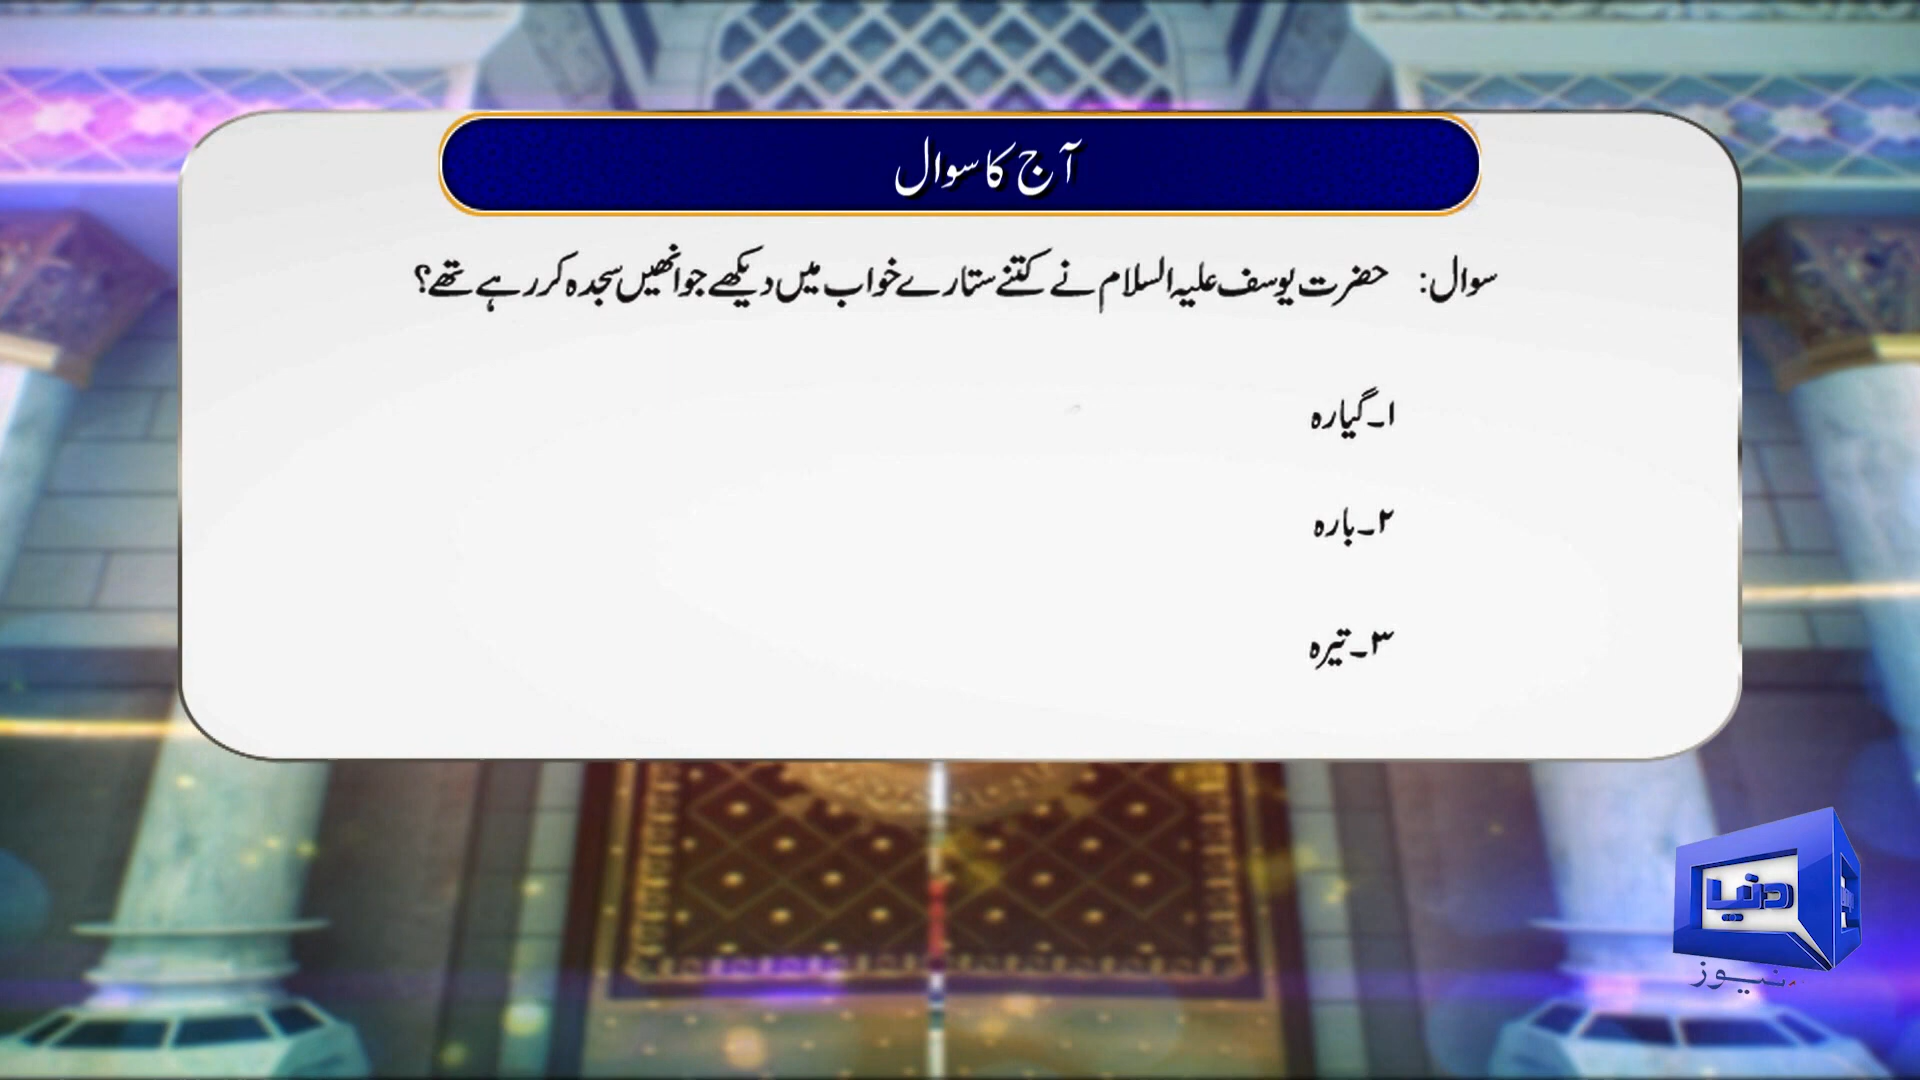 آج کا سوال
سوال: حضرت یوسف علیہ السلام نے کتنے ستارے خواب میں دیکھے جو انھیں سجدہ کر رہے تھے؟
۱۔گیارہ
۲۔بارہ
۳۔تیرہ
دنیا
نیوز